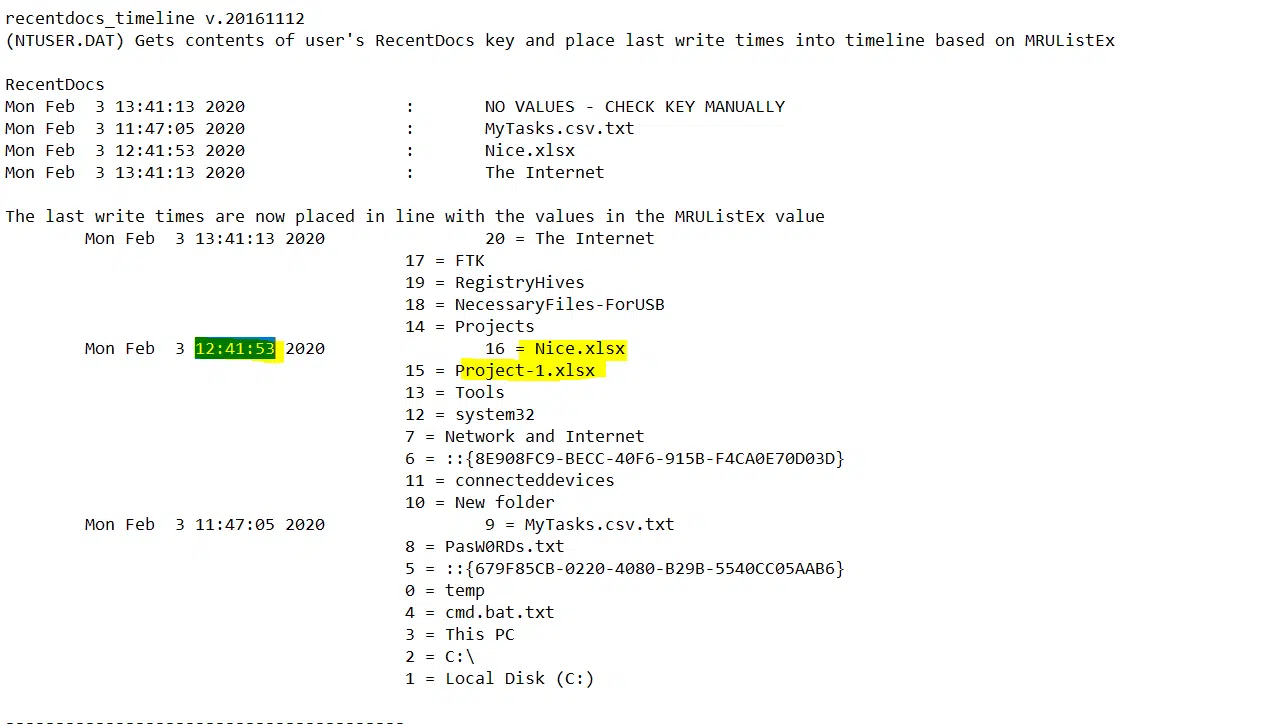 recentdocs_timeline v.20161112
(NTUSER.DAT) Gets contents of user's RecentDocs key and place last write times into timeline based on MRUListEx
RecentDocs
Mon Feb  3 13:41:13 2020                :       NO VALUES - CHECK KEY MANUALLY
Mon Feb  3 11:47:05 2020                :       MyTasks.csv.txt
Mon Feb  3 12:41:53 2020                :       Nice.xlsx
Mon Feb  3 13:41:13 2020                :       The Internet
The last write times are now placed in line with the values in the MRUListEx value
Mon Feb  3 13:41:13 2020                20 = The Internet
17 = FTK
19 = RegistryHives
18 = NecessaryFiles-ForUSB
14 = Projects
Mon Feb  3 12:41:53 2020                16 = Nice.xlsx
15 = Project-1.xlsx
13 = Tools
12 = system32
7 = Network and Internet
6 = ::{8E908FC9-BECC-40F6-915B-F4CA0E70D03D}
11 = connecteddevices
10 = New folder
Mon Feb  3 11:47:05 2020                9 = MyTasks.csv.txt
8 = PasW0RDs.txt
5 = ::{679F85CB-0220-4080-B29B-5540CC05AAB6}
0 = temp
4 = cmd.bat.txt
3 = This PC
2 = C:\
1 = Local Disk (C:)
----------------------------------------